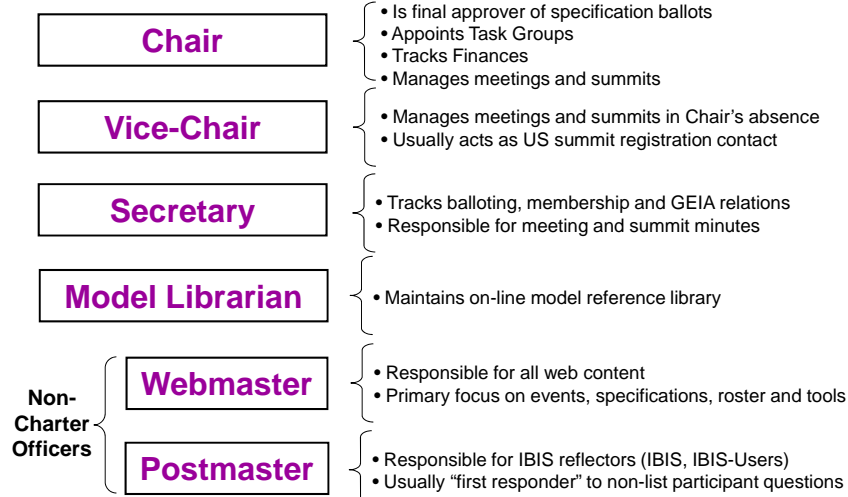 Chair
• Is final approver of specification ballots
• Appoints Task Groups
• Tracks Finances
• Manages meetings and summits
Vice-Chair
• Manages meetings and summits in Chair’s absence
• Usually acts as US summit registration contact
Secretary
• Tracks balloting, membership and GEIA relations
• Responsible for meeting and summit minutes
Model Librarian
• Maintains on-line model reference library
Non-
Charter
Officers
Webmaster
• Responsible for all web content
• Primary focus on events, specifications, roster and tools
Postmaster
• Responsible for IBIS reflectors (IBIS, IBIS-Users)
• Usually “first responder” to non-list participant questions